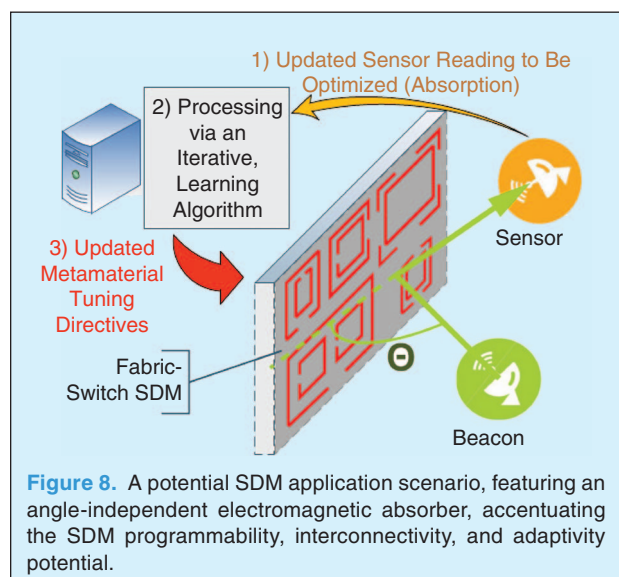 1) Updated Sensor Reading to Be
Optimized (Absorption)
2) Processing
via an
Iterative,
Learning
Algorithm
Sensor
3) Updated
Metamaterial
Tuning
Directives
Θ
Fabric-
Switch SDM
Beacon
Figure 8. A potential SDM application scenario, featuring an
angle-independent electromagnetic absorber, accentuating
the SDM programmability, interconnectivity, and adaptivity
potential.